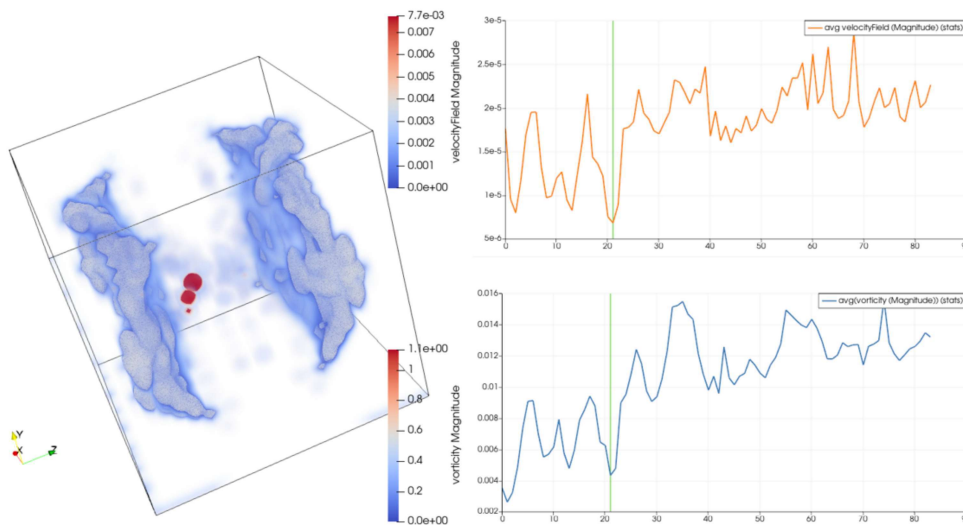 7.7e-03
0.007
0.006
0.005
0.004
0.003
0.002
0.001
0.0e+00
velocityField Magnitude
1.1e+00
1
0.8
0.6
0.4
0.2
0.0e+00
vorticity Magnitude
Y
X
Z
avg velocityField (Magnitude) (stats)
3e-5
2.5e-5
2e-5
1.5e-5
1e-5
5e-6
0 10 20 30 40 50 60 70 80
avg(vorticity (Magnitude)) (stats)
0.016
0.014
0.012
0.010
0.008
0.006
0.004
0.002
0 10 20 30 40 50 60 70 80